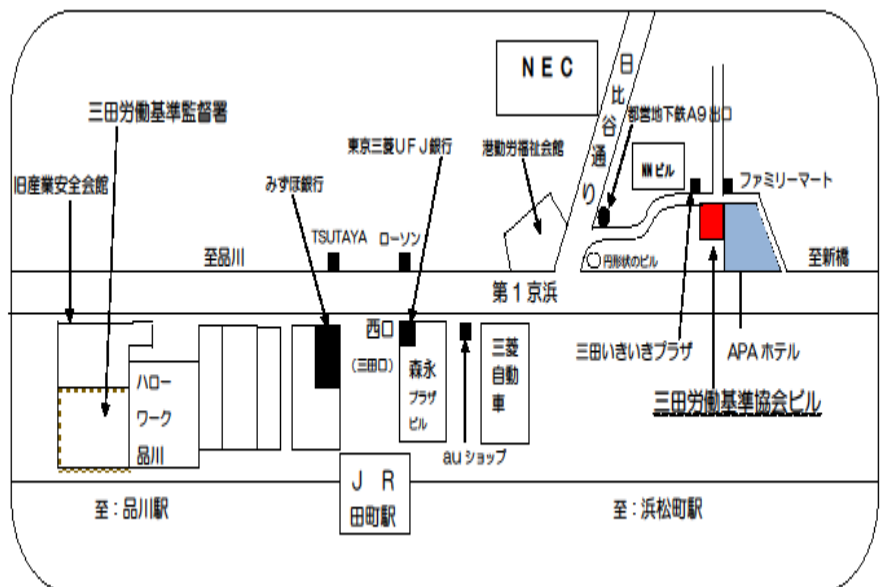 NEC
日比谷通り
三田労働基準監督署
都営地下鉄A9出口
東京三菱UFJ銀行
港勤労福祉会館
旧産業安全会館
みずほ銀行
NNビル
ファミリーマート
TSUTAYA
ローソン
至品川
円形状のビル
至新橋
第1京浜
西口
(三田口)
三田いきいきプラザ
APAホテル
森永
プラザ
ビル
三菱
自動
車
三田労働基準協会ビル
ハロー
ワーク
品川
auショップ
JR
田町駅
至:品川駅
至:浜松町駅